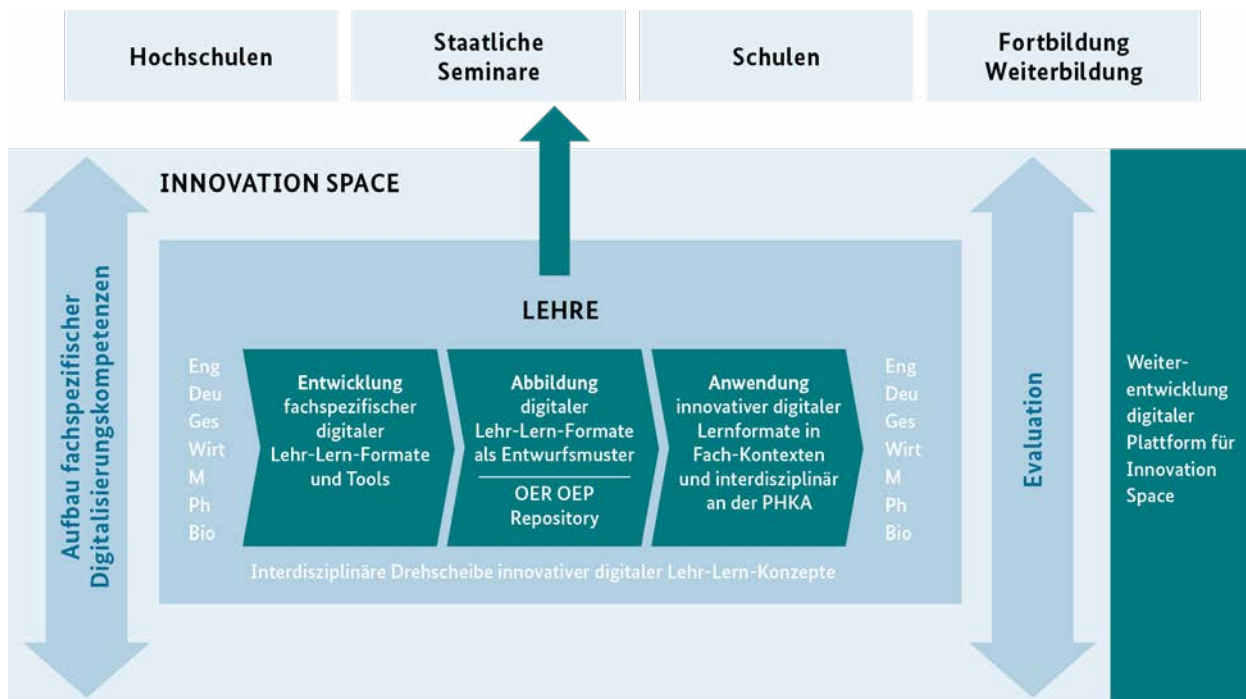 Hochschulen
Staatliche
Seminare
Schulen
Fortbildung
Weiterbildung
INNOVATION SPACE
Aufbau fachspezifischer
Digitalisierungskompetenzen
LEHRE
Eng
Deu
Ges
Wirt
M
Ph
Bio
Entwicklung
fachspezifischer
digitaler
Lehr-Lern-Formate
und Tools
Abbildung
digitaler
Lehr-Lern-Formate
als Entwurfsmuster
OER OEP
Repository
Anwendung
innovativer digitaler
Lernformate in
Fach-Kontexten
und interdisziplinär
an der PHKA
Eng
Deu
Ges
Wirt
M
Ph
Bio
Interdisziplinäre Drehscheibe innovativer digitaler Lehr-Lern-Konzepte
Evaluation
Weiter-
entwicklung
digitaler
Plattform für
Innovation
Space